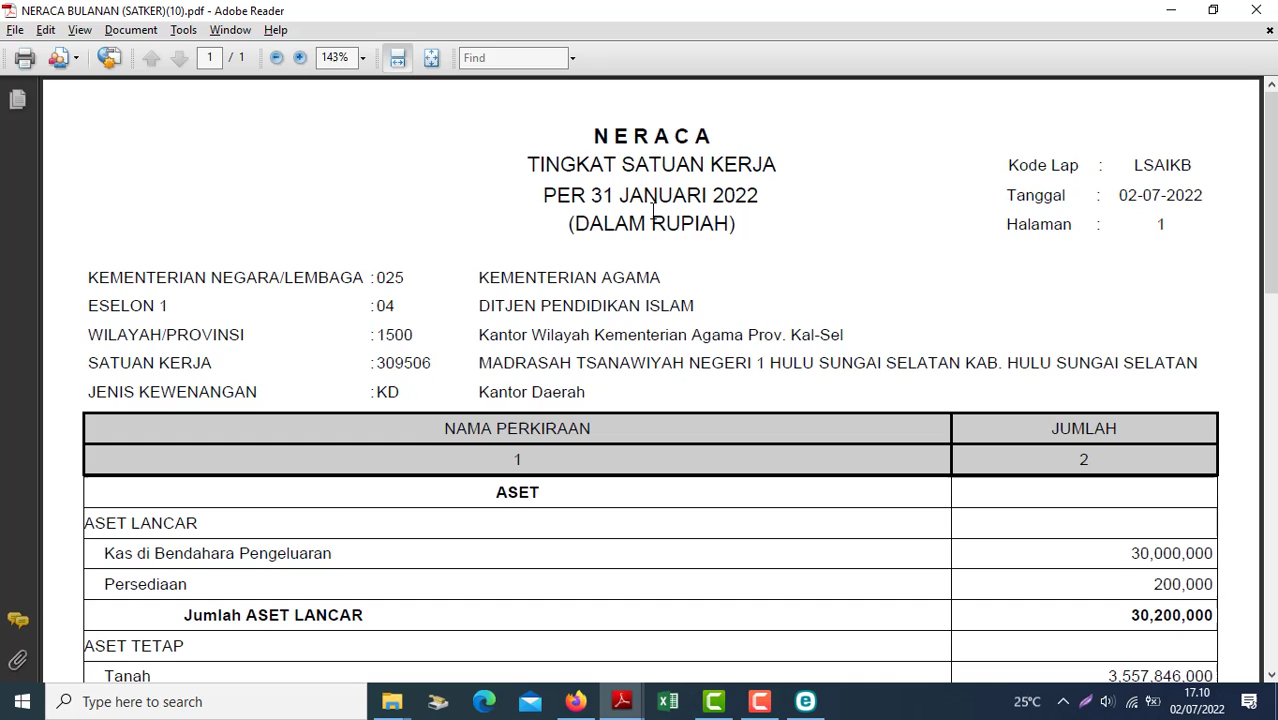 NERACA BULANAN (SATKER)(10).pdf - Adobe Reader
File Edit View Document Tools Window Help
1 / 1 143% Find
N E R A C A
TINGKAT SATUAN KERJA
PER 31 JANUARI 2022
(DALAM RUPIAH)
Kode Lap : LSAIKB
Tanggal : 02-07-2022
Halaman : 1
KEMENTERIAN NEGARA/LEMBAGA : 025 KEMENTERIAN AGAMA
ESELON 1 : 04 DITJEN PENDIDIKAN ISLAM
WILAYAH/PROVINSI : 1500 Kantor Wilayah Kementerian Agama Prov. Kal-Sel
SATUAN KERJA : 309506 MADRASAH TSANAWIYAH NEGERI 1 HULU SUNGAI SELATAN KAB. HULU SUNGAI SELATAN
JENIS KEWENANGAN : KD Kantor Daerah
NAMA PERKIRAAN JUMLAH
1 2
ASET
ASET LANCAR
Kas di Bendahara Pengeluaran 30,000,000
Persediaan 200,000
Jumlah ASET LANCAR 30,200,000
ASET TETAP
Tanah 3,557,846,000
Type here to search
25°C
17.10
02/07/2022